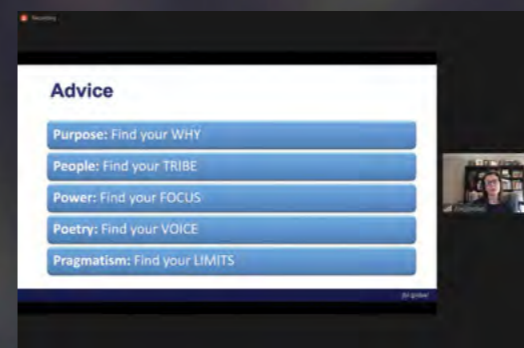 Recording
Advice
Purpose: Find your WHY
People: Find your TRIBE
Power: Find your FOCUS
Poetry: Find your VOICE
Pragmatism: Find your LIMITS